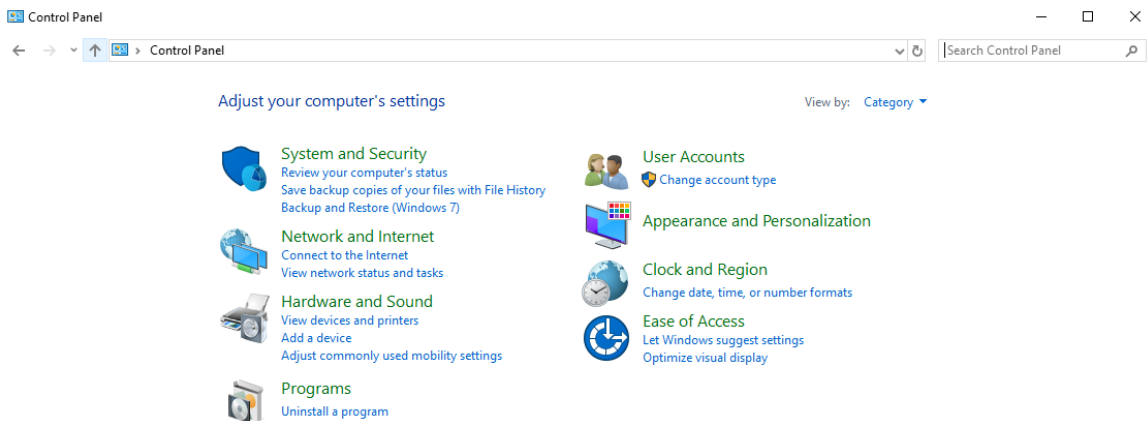 Control Panel
Control Panel
Search Control Panel
Adjust your computer's settings
View by: Category
System and Security
Review your computer's status
Save backup copies of your files with File History
Backup and Restore (Windows 7)
Network and Internet
Connect to the Internet
View network status and tasks
Hardware and Sound
View devices and printers
Add a device
Adjust commonly used mobility settings
Programs
Uninstall a program
User Accounts
Change account type
Appearance and Personalization
Clock and Region
Change date, time, or number formats
Ease of Access
Let Windows suggest settings
Optimize visual display